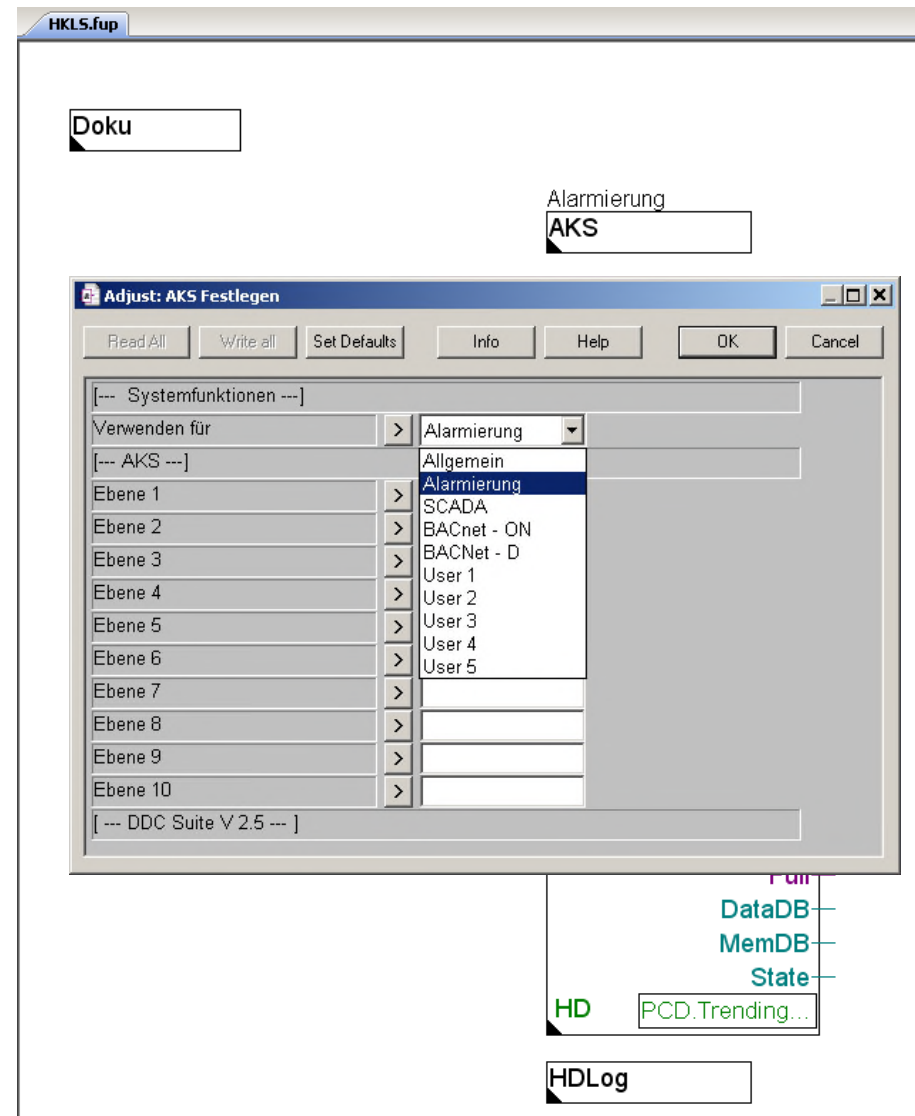 HKLS.fup
Doku
Alarmierung
AKS
Adjust: AKS Festlegen
Read All Write all Set Defaults Info Help OK Cancel
[--- Systemfunktionen ---]
Verwenden für > Alarmierung
[--- AKS ---] Allgemein
Alarmierung
Ebene 1 >
SCADA
Ebene 2 > BACnet - ON
BACNet - D
Ebene 3 >
User 1
Ebene 4 > User 2
User 3
Ebene 5 >
User 4
Ebene 6 > User 5
Ebene 7 >
Ebene 8 >
Ebene 9 >
Ebene 10 >
[ --- DDC Suite V 2.5 --- ]
DataDB
MemDB
State
HD PCD.Trending...
HDLog